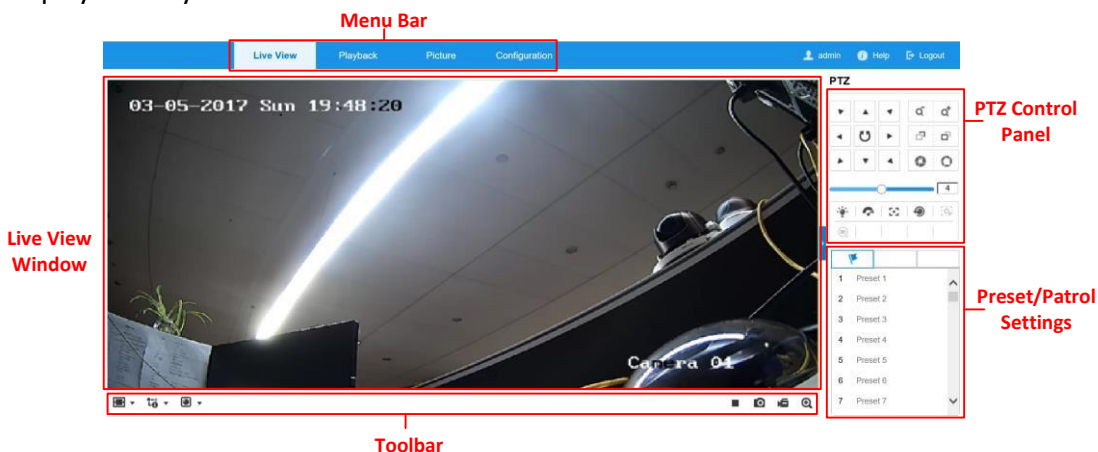 Menu Bar
Live View Playback Picture Configuration admin Help Logout
PTZ
03-05-2017 Sun 19:48:20
PTZ Control
Panel
4
Live View
Window
1 Preset 1
2 Preset 2
3 Preset 3
4 Preset 4
5 Preset 5
6 Preset 6
7 Preset 7
Preset/Patrol
Settings
Camera 01
Toolbar